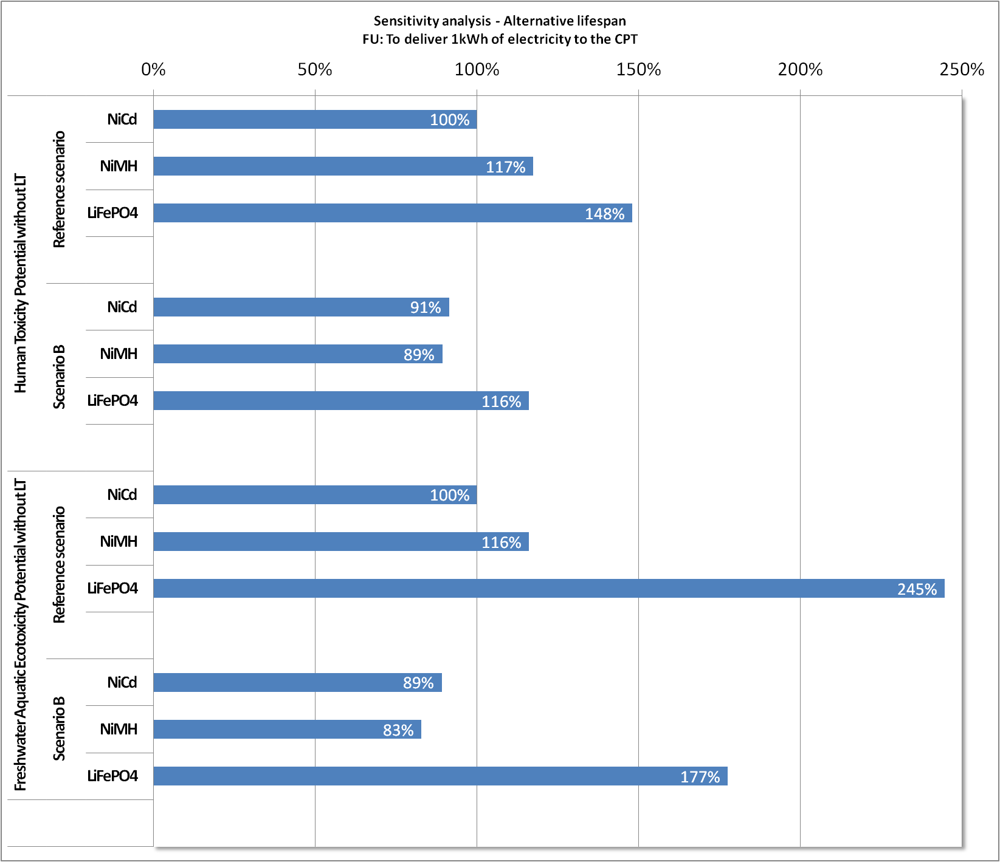 Sensitivity analysis - Alternative lifespan
FU: To deliver 1kWh of electricity to the CPT
0% 50% 100% 150% 200% 250%
Human Toxicity Potential without LT
Reference scenario
NiCd 100%
NiMH 117%
LiFePO4 148%
Scenario B
NiCd 91%
NiMH 89%
LiFePO4 116%
Freshwater Aquatic Ecotoxicity Potential without LT
Reference scenario
NiCd 100%
NiMH 116%
LiFePO4 245%
Scenario B
NiCd 89%
NiMH 83%
LiFePO4 177%